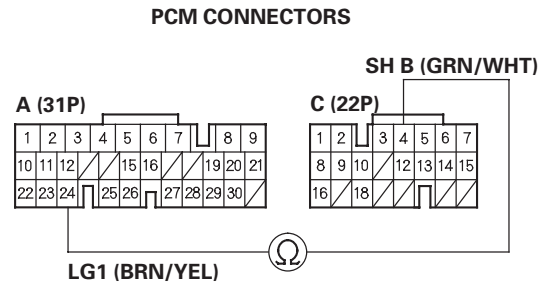 PCM CONNECTORS
SH B (GRN/WHT)
A (31P)
C (22P)
1 2 3 4 5 6 7 8 9
10 11 12 15 16 19 20 21
22 23 24 25 26 27 28 29 30
1 2 3 4 5 6 7
8 9 10 12 13 14 15
16 18
Ω
LG1 (BRN/YEL)